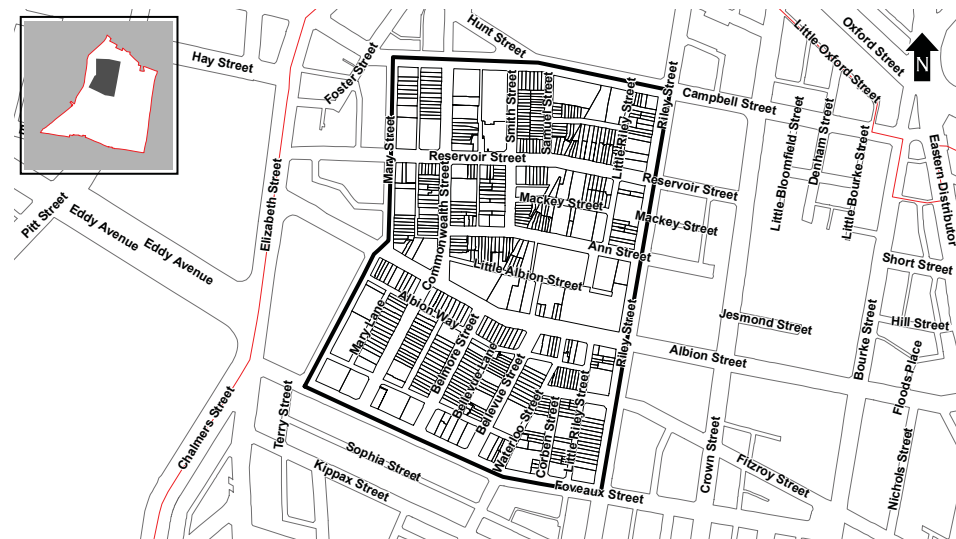 Hunt Street
Oxford Street
Little Oxford Street
Hay Street
Foster Street
N
Campbell Street
Riley Street
Smith Street
Samuel Street
Little Riley Street
Mary Street
Little Bloomfield Street
Denham Street
Little Bourke Street
Eastern Distributor
Reservoir Street
Reservoir Street
Commonwealth Street
Mackey Street
Mackey Street
Pitt Street
Eddy Avenue
Eddy Avenue
Elizabeth Street
Ann Street
Short Street
Little Albion Street
Albion Way
Mary Lane
Belmore Street
Bellevue Lane
Bellevue Street
Riley Street
Jesmond Street
Bourke Street
Hill Street
Albion Street
Floods Place
Chalmers Street
Terry Street
Waterloo Street
Corben Street
Little Riley Street
Sophia Street
Kippax Street
Foveaux Street
Crown Street
Fitzroy Street
Nichols Street